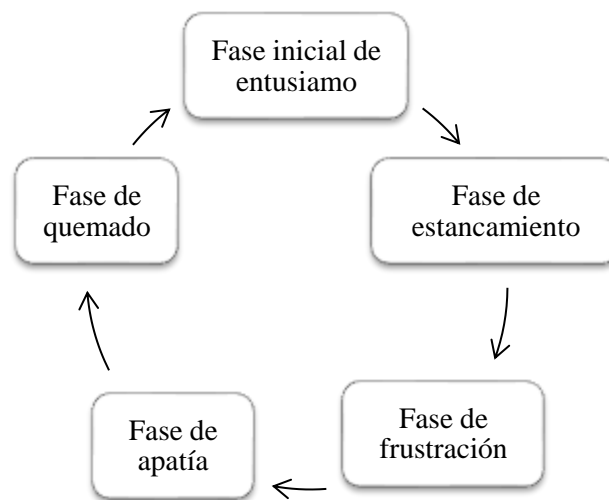 Fase inicial de
entusiamo
Fase de
estancamiento
Fase de
frustración
Fase de
apatía
Fase de
quemado